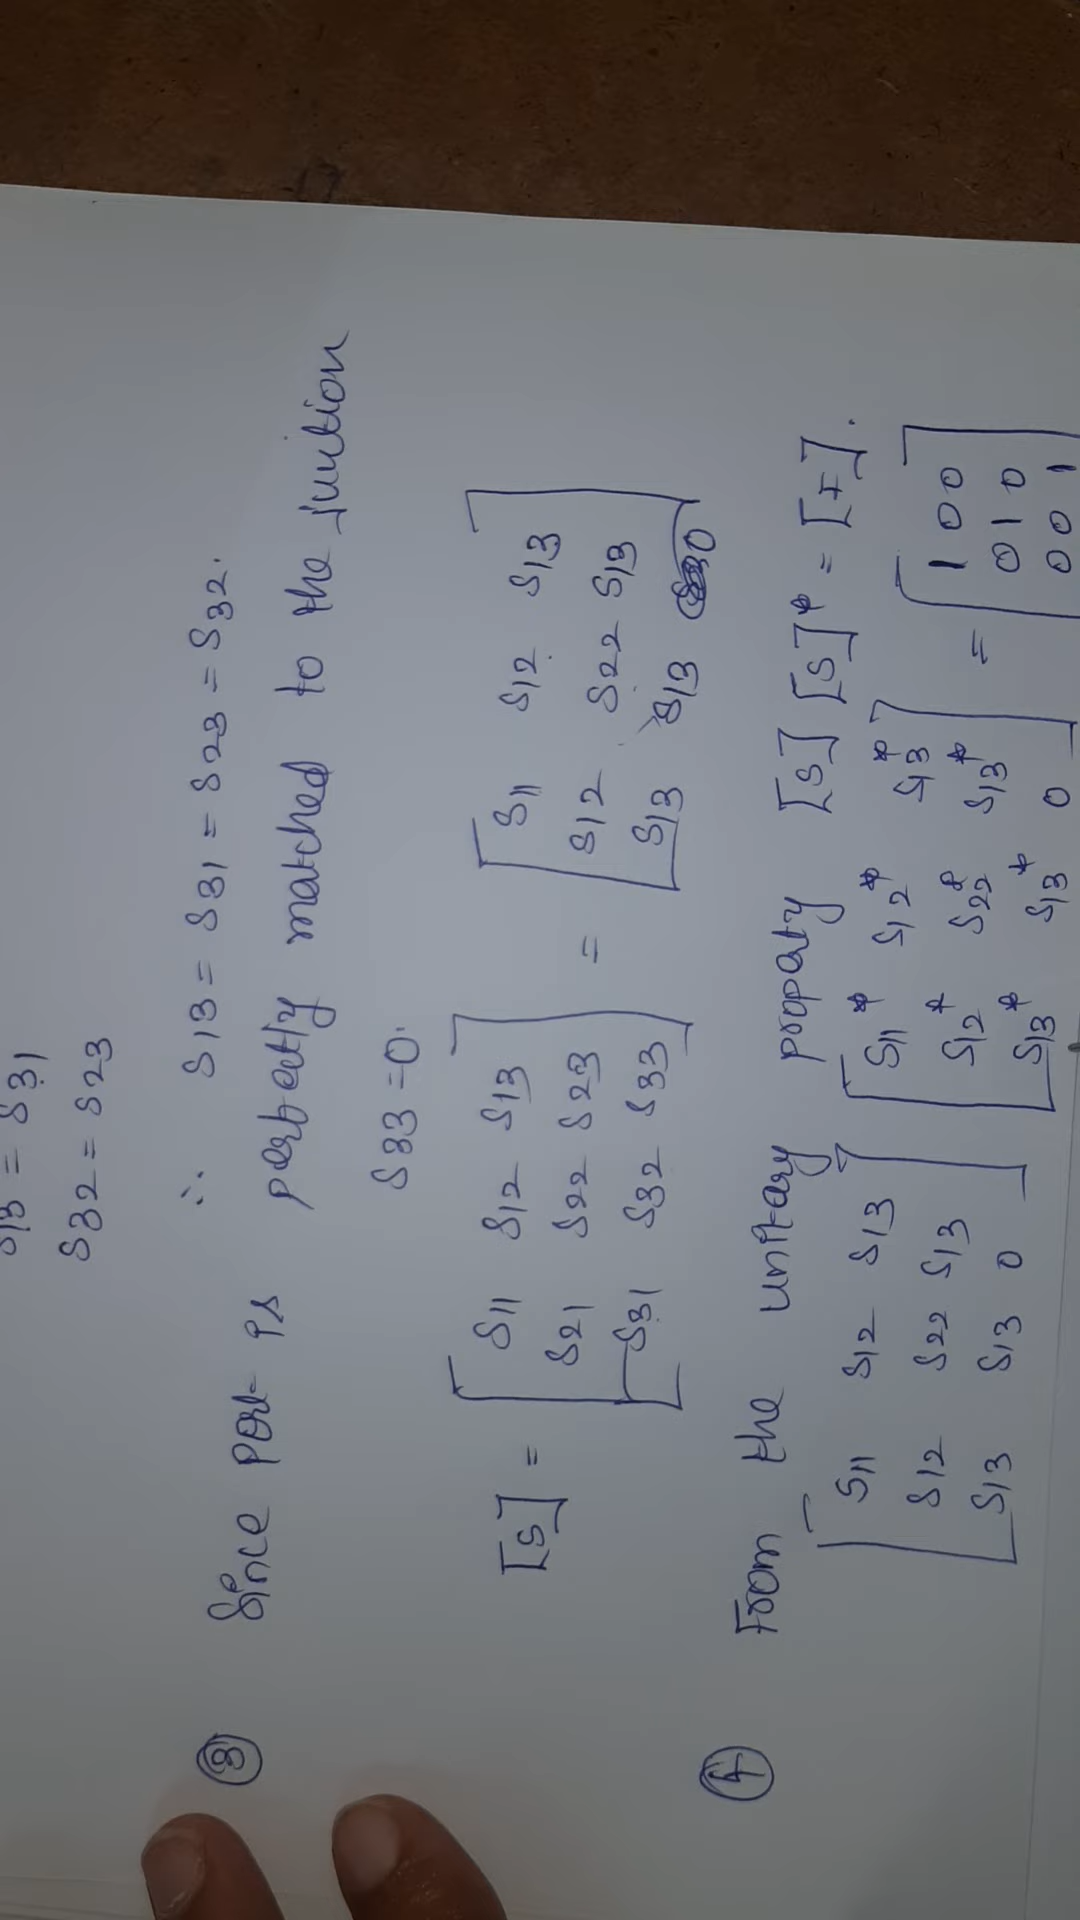 S13 = S31
S32 = S23
∴ S13 = S31 = S23 = S32.
③ Since port is perfectly matched to the junction
S33 = 0.
[S] = [ S11 S12 S13 ] = [ S11 S12 S13 ]
[ S21 S22 S23 ] [ S12 S22 S13 ]
[ S31 S32 S33 ] [ S13 S13 0 ]
④ From the unitary property [S] [S]* = [I].
[ S11 S12 S13 ] [ S11* S12* S13* ] = [ 1 0 0 ]
[ S12 S22 S13 ] [ S12* S22* S13* ] [ 0 1 0 ]
[ S13 S13 0 ] [ S13* S13* 0 ] [ 0 0 1 ]